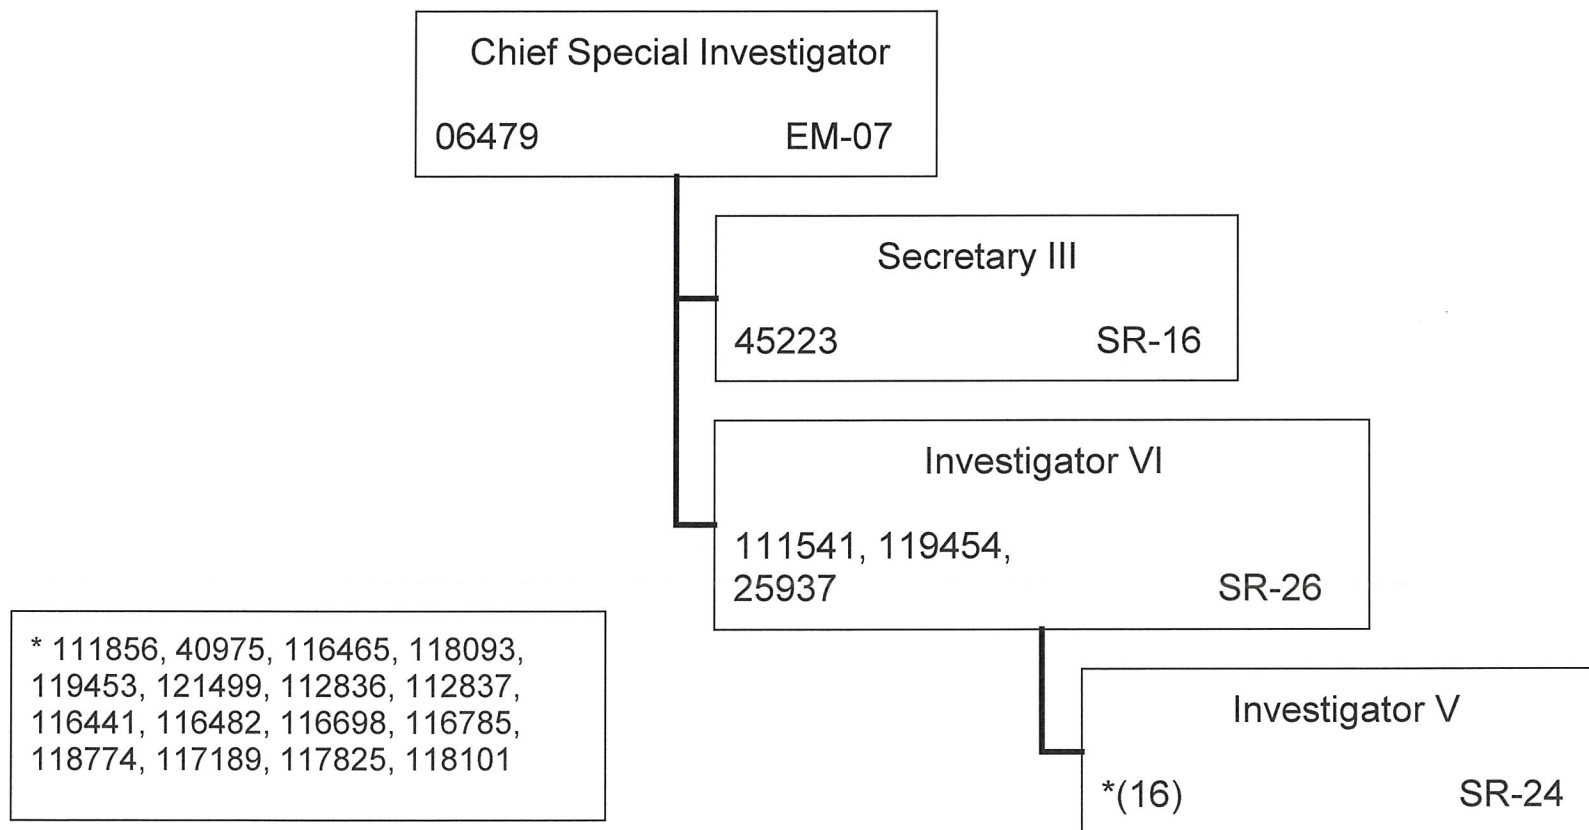 Chief Special Investigator
06479 EM-07
Secretary III
45223 SR-16
Investigator VI
111541, 119454,
25937 SR-26
* 111856, 40975, 116465, 118093,
119453, 121499, 112836, 112837,
116441, 116482, 116698, 116785,
118774, 117189, 117825, 118101
Investigator V
*(16) SR-24